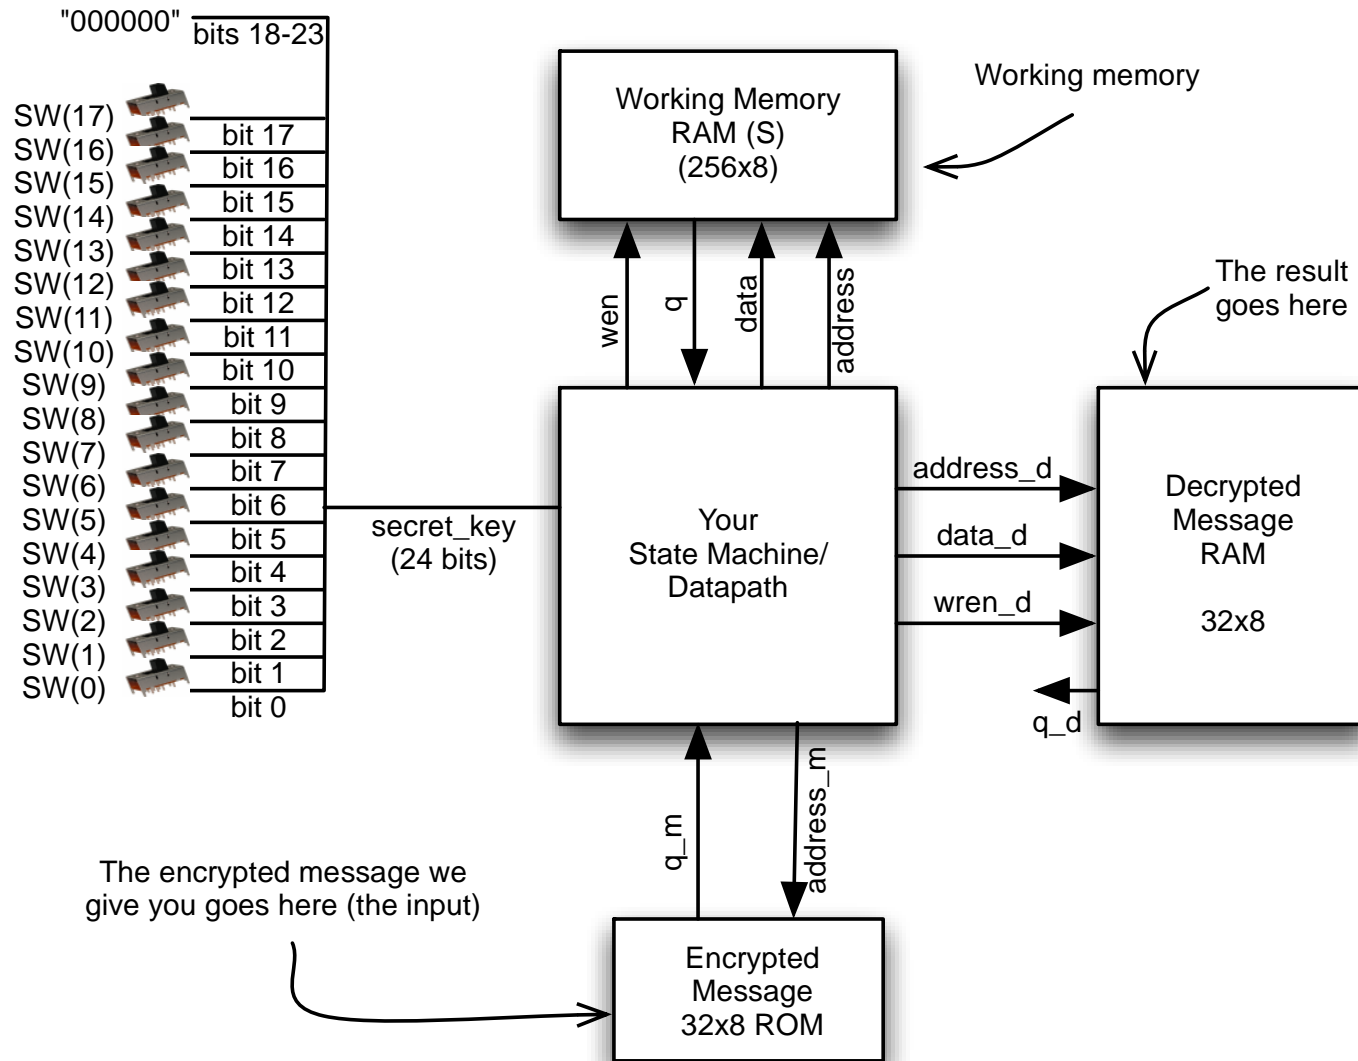 "000000"
bits 18-23
SW(17)
bit 17
SW(16)
bit 16
SW(15)
bit 15
SW(14)
bit 14
SW(13)
bit 13
SW(12)
bit 12
SW(11)
bit 11
SW(10)
bit 10
SW(9)
bit 9
SW(8)
bit 8
SW(7)
bit 7
SW(6)
bit 6
SW(5)
bit 5
SW(4)
bit 4
SW(3)
bit 3
SW(2)
bit 2
SW(1)
bit 1
SW(0)
bit 0
secret_key
(24 bits)
Working Memory
RAM (S)
(256x8)
Working memory
wen
q
data
address
Your
State Machine/
Datapath
address_d
data_d
wren_d
q_d
The result
goes here
Decrypted
Message
RAM
32x8
q_m
address_m
The encrypted message we
give you goes here (the input)
Encrypted
Message
32x8 ROM